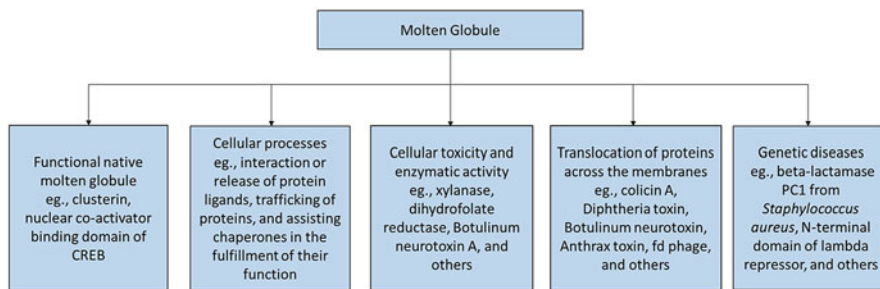 Molten Globule
Functional native
molten globule
eg., clusterin,
nuclear co-activator
binding domain of
CREB
Cellular processes
eg., interaction or
release of protein
ligands, trafficking of
proteins, and assisting
chaperones in the
fulfillment of their
function
Cellular toxicity and
enzymatic activity
eg., xylanase,
dihydrofolate
reductase, Botulinum
neurotoxin A, and
others
Translocation of proteins
across the membranes
eg., colicin A,
Diphtheria toxin,
Botulinum neurotoxin,
Anthrax toxin, fd phage,
and others
Genetic diseases
eg., beta-lactamase
PC1 from
Staphylococcus
aureus, N-terminal
domain of lambda
repressor, and others